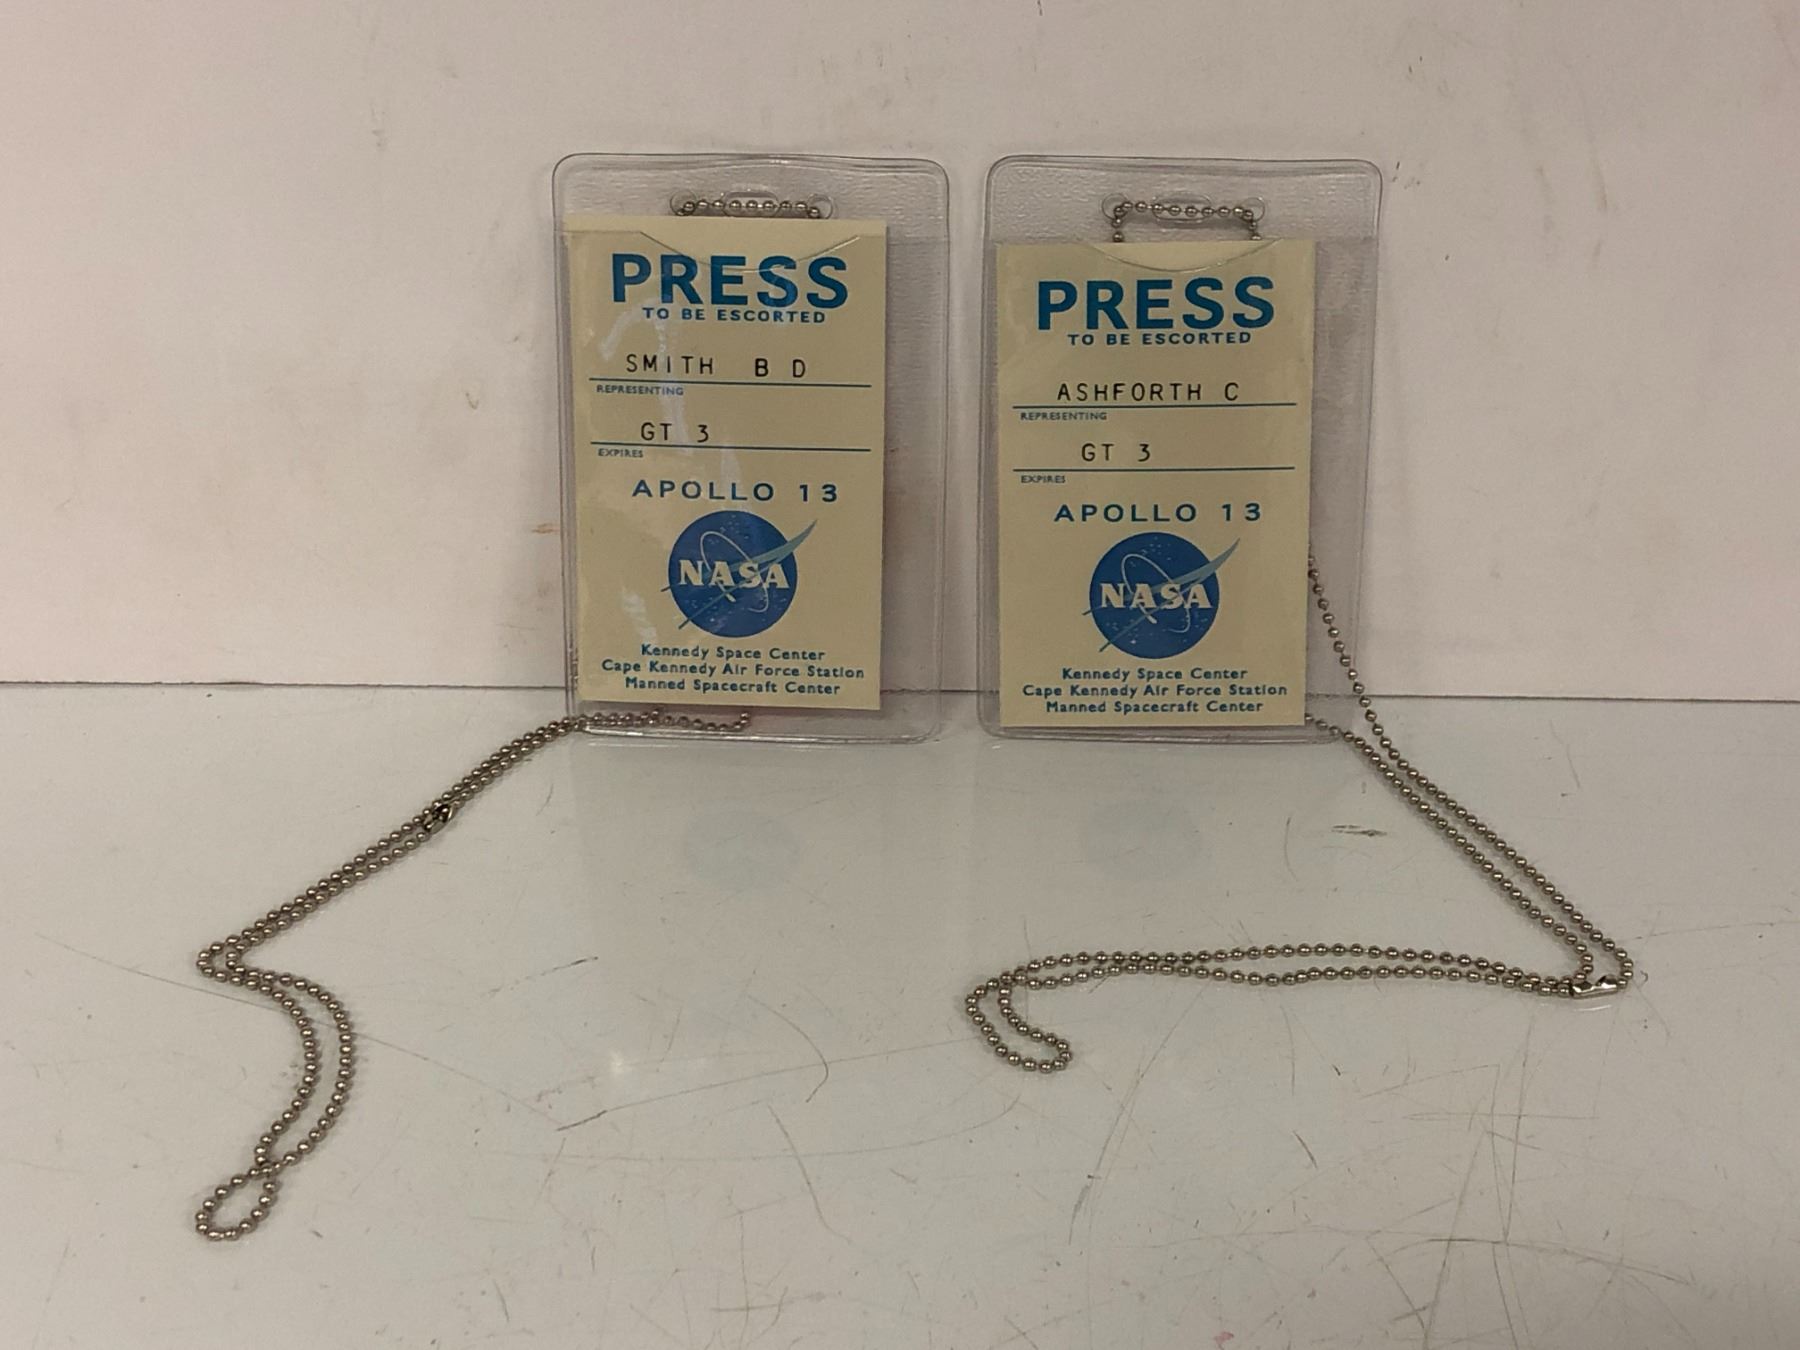 PRESS
TO BE ESCORTED
SMITH B D
REPRESENTING
GT 3
EXPIRES
APOLLO 13
NASA
Kennedy Space Center
Cape Kennedy Air Force Station
Manned Spacecraft Center
PRESS
TO BE ESCORTED
ASHFORTH C
REPRESENTING
GT 3
EXPIRES
APOLLO 13
NASA
Kennedy Space Center
Cape Kennedy Air Force Station
Manned Spacecraft Center